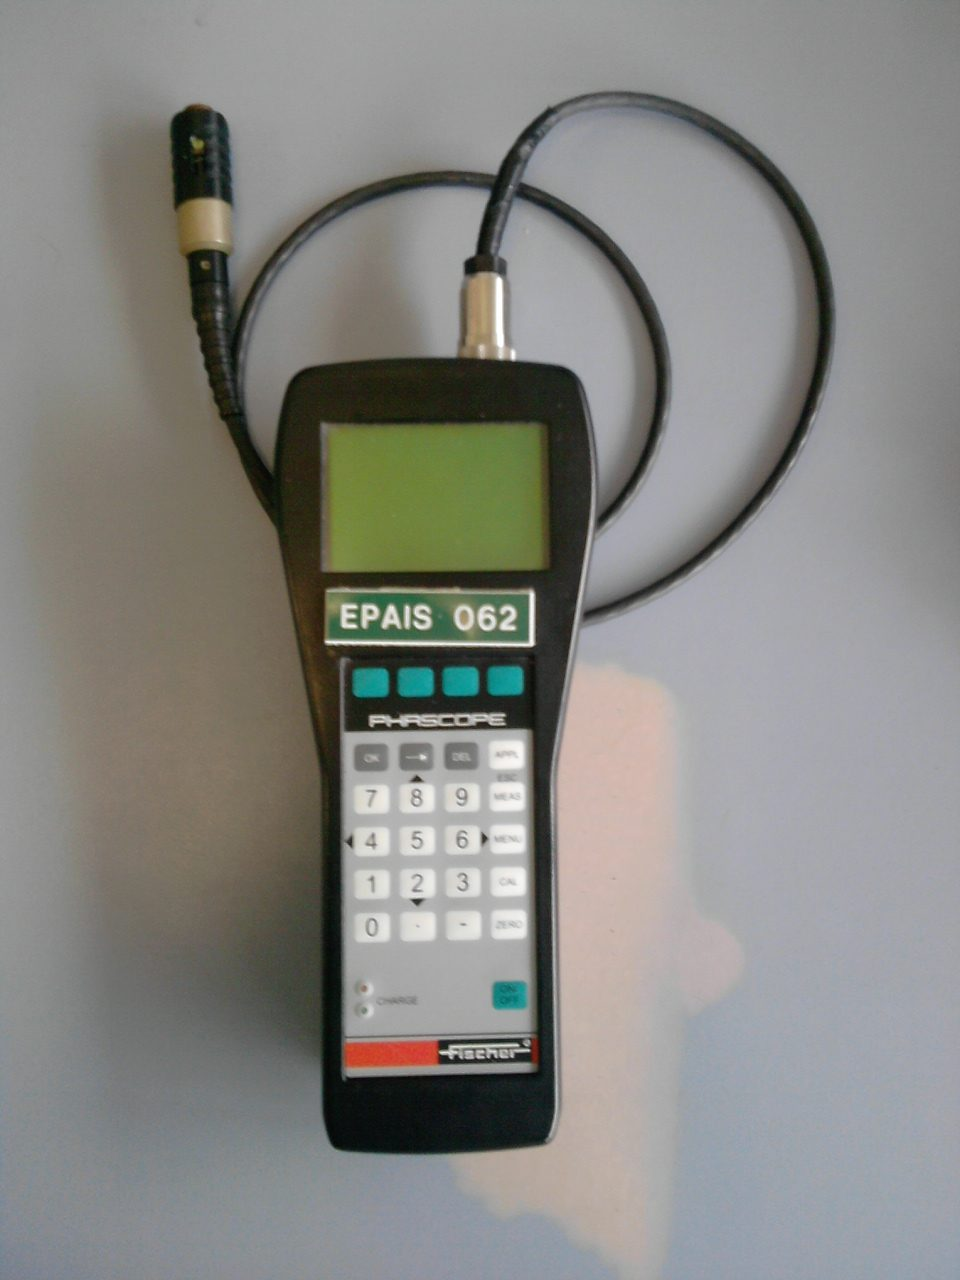 EPAIS 062
PHASCOPE
OK DEL APPL
ESC
7 8 9 MEAS
4 5 6 MENU
1 2 3 CAL
0 . - ZERO
ON
CHARGE OFF
fischer®